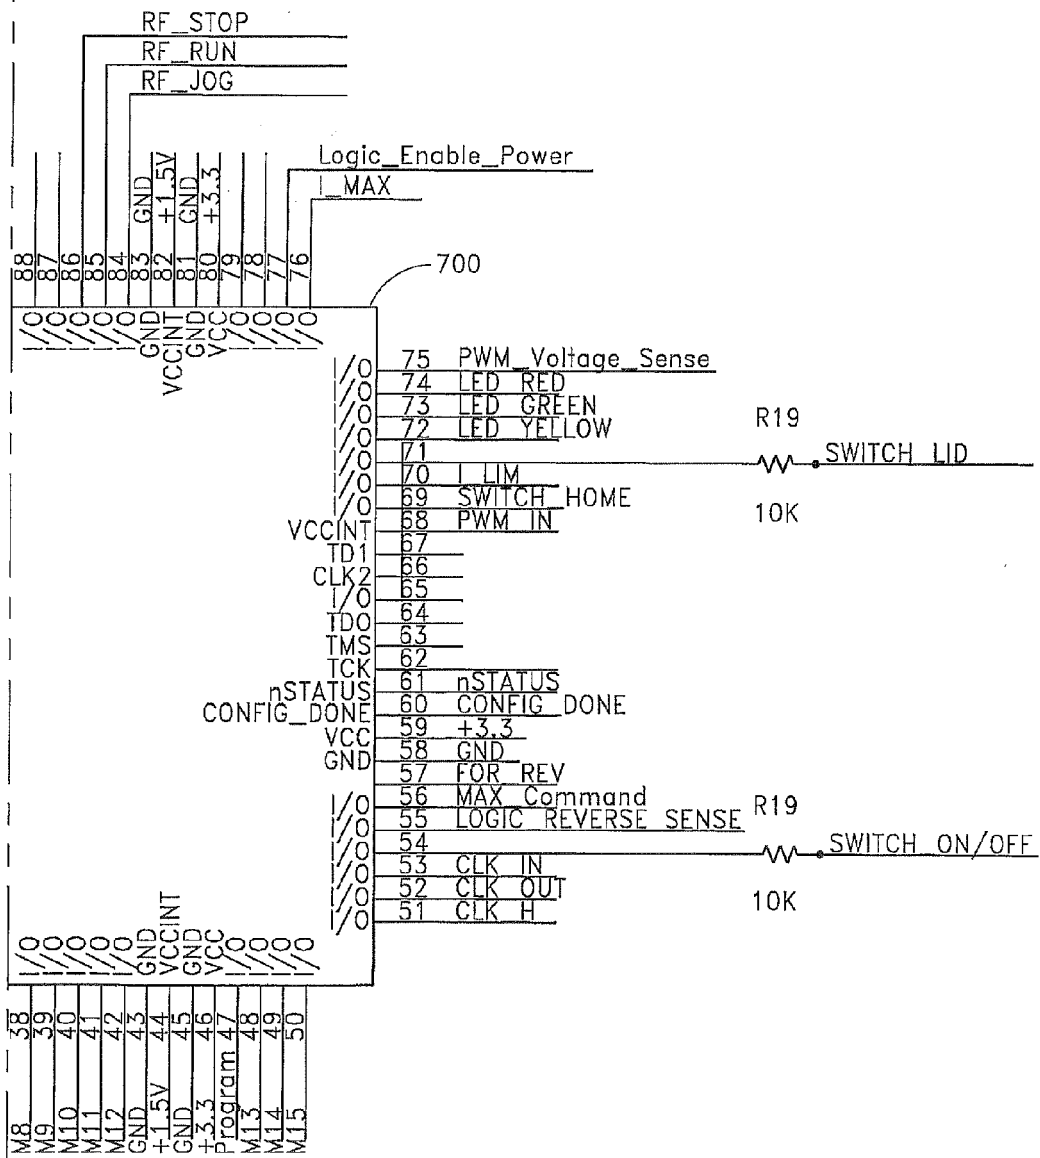 RF_STOP
RF_RUN
RF_JOG
Logic_Enable_Power
I_MAX
GND
+1.5V
GND
+3.3
88
87
86
85
84
83
82
81
80
79
78
77
76
700
I/O
I/O
I/O
I/O
I/O
GND
VCCINT
GND
VCC
I/O
I/O
I/O
I/O
I/O 75 PWM_Voltage_Sense
I/O 74 LED RED
I/O 73 LED GREEN
I/O 72 LED YELLOW
I/O 71 R19 10K SWITCH LID
I/O 70 I LIM
I/O 69 SWITCH HOME
VCCINT 68 PWM IN
TD1 67
CLK2 66
I/O 65
TDO 64
TMS 63
TCK 62
nSTATUS 61 nSTATUS
CONFIG_DONE 60 CONFIG DONE
VCC 59 +3.3
GND 58 GND
57 FOR REV
I/O 56 MAX Command
I/O 55 LOGIC REVERSE SENSE
I/O 54 R19 10K SWITCH ON/OFF
I/O 53 CLK IN
I/O 52 CLK OUT
I/O 51 CLK H
I/O
I/O
I/O
I/O
I/O
GND
VCCINT
GND
VCC
I/O
I/O
I/O
I/O
M8 38
M9 39
M10 40
M11 41
M12 42
GND 43
+1.5V 44
GND 45
+3.3 46
Program 47
M13 48
M14 49
M15 50